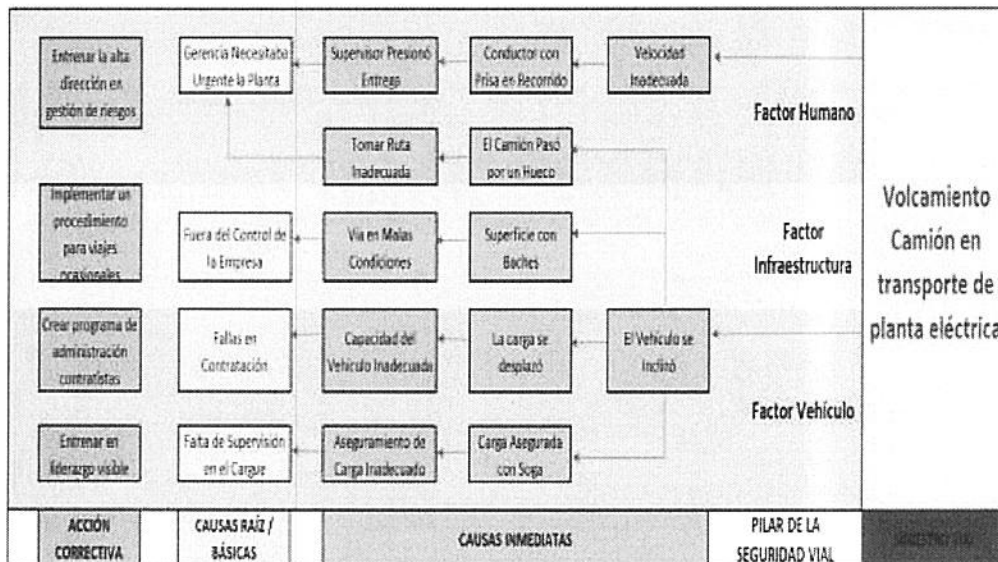 Entrenar la alta
dirección en
gestión de riesgos
Gerencia Necesitaba
Urgente la Planta
Supervisor Presionó
Entrega
Conductor con
Prisa en Recorrido
Velocidad
Inadecuada
Factor Humano
Tomar Ruta
Inadecuada
El Camión Pasó
por un Hueco
Implementar un
procedimiento
para viajes
ocasionales
Fuera del Control de
la Empresa
Vía en Malas
Condiciones
Superficie con
Baches
Factor
Infraestructura
Volcamiento
Camión en
transporte de
planta eléctrica
Crear programa de
administración
contratistas
Fallas en
Contratación
Capacidad del
Vehículo Inadecuada
La carga se
desplazó
El Vehículo se
Inclinó
Factor Vehículo
Entrenar en
liderazgo visible
Falta de Supervisión
en el Cargue
Aseguramiento de
Carga Inadecuado
Carga Asegurada
con Soga
ACCIÓN
CORRECTIVA
CAUSAS RAÍZ /
BÁSICAS
CAUSAS INMEDIATAS
PILAR DE LA
SEGURIDAD VIAL